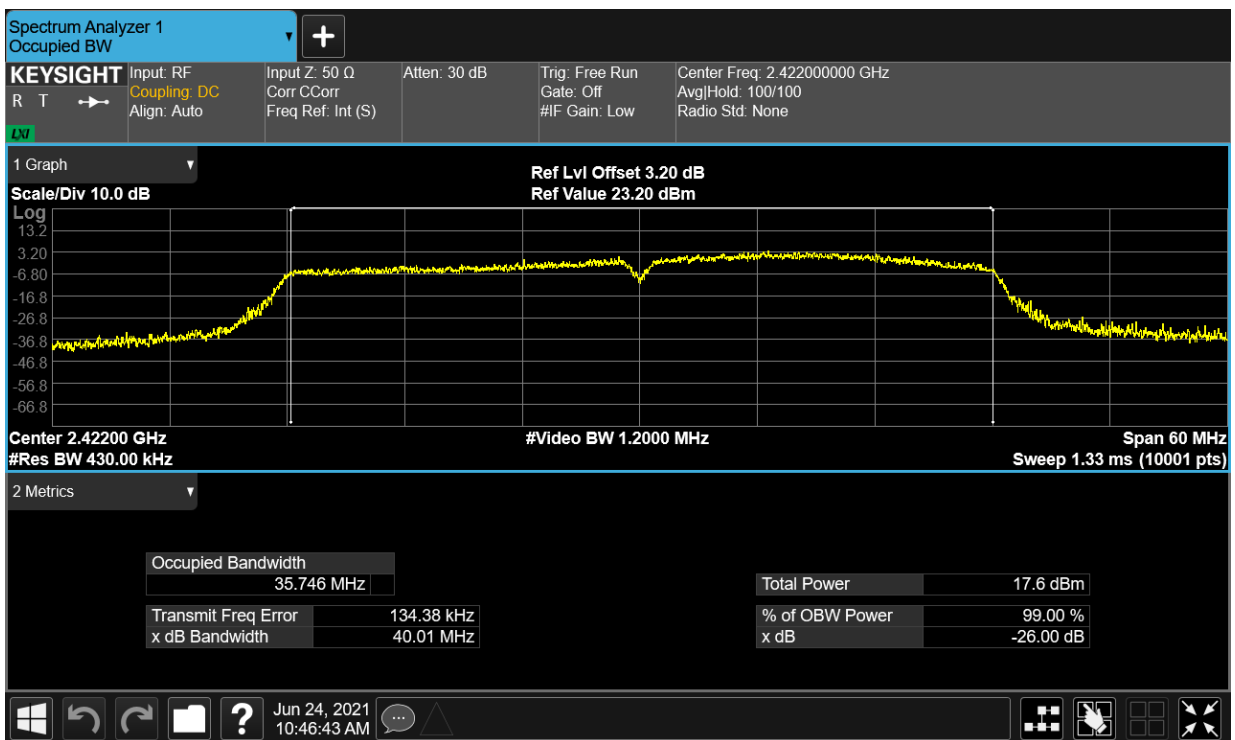 Spectrum Analyzer 1
Occupied BW
KEYSIGHT
R T
LXI
Input: RF
Coupling: DC
Align: Auto
Input Z: 50 Ω
Corr CCorr
Freq Ref: Int (S)
Atten: 30 dB
Trig: Free Run
Gate: Off
#IF Gain: Low
Center Freq: 2.422000000 GHz
Avg|Hold: 100/100
Radio Std: None
1 Graph
Scale/Div 10.0 dB
Ref Lvl Offset 3.20 dB
Ref Value 23.20 dBm
Log
13.2
3.20
-6.80
-16.8
-26.8
-36.8
-46.8
-56.8
-66.8
Center 2.42200 GHz
#Video BW 1.2000 MHz
Span 60 MHz
#Res BW 430.00 kHz
Sweep 1.33 ms (10001 pts)
2 Metrics
Occupied Bandwidth
35.746 MHz
Total Power 17.6 dBm
Transmit Freq Error 134.38 kHz
% of OBW Power 99.00 %
x dB Bandwidth 40.01 MHz
x dB -26.00 dB
?
Jun 24, 2021
10:46:43 AM